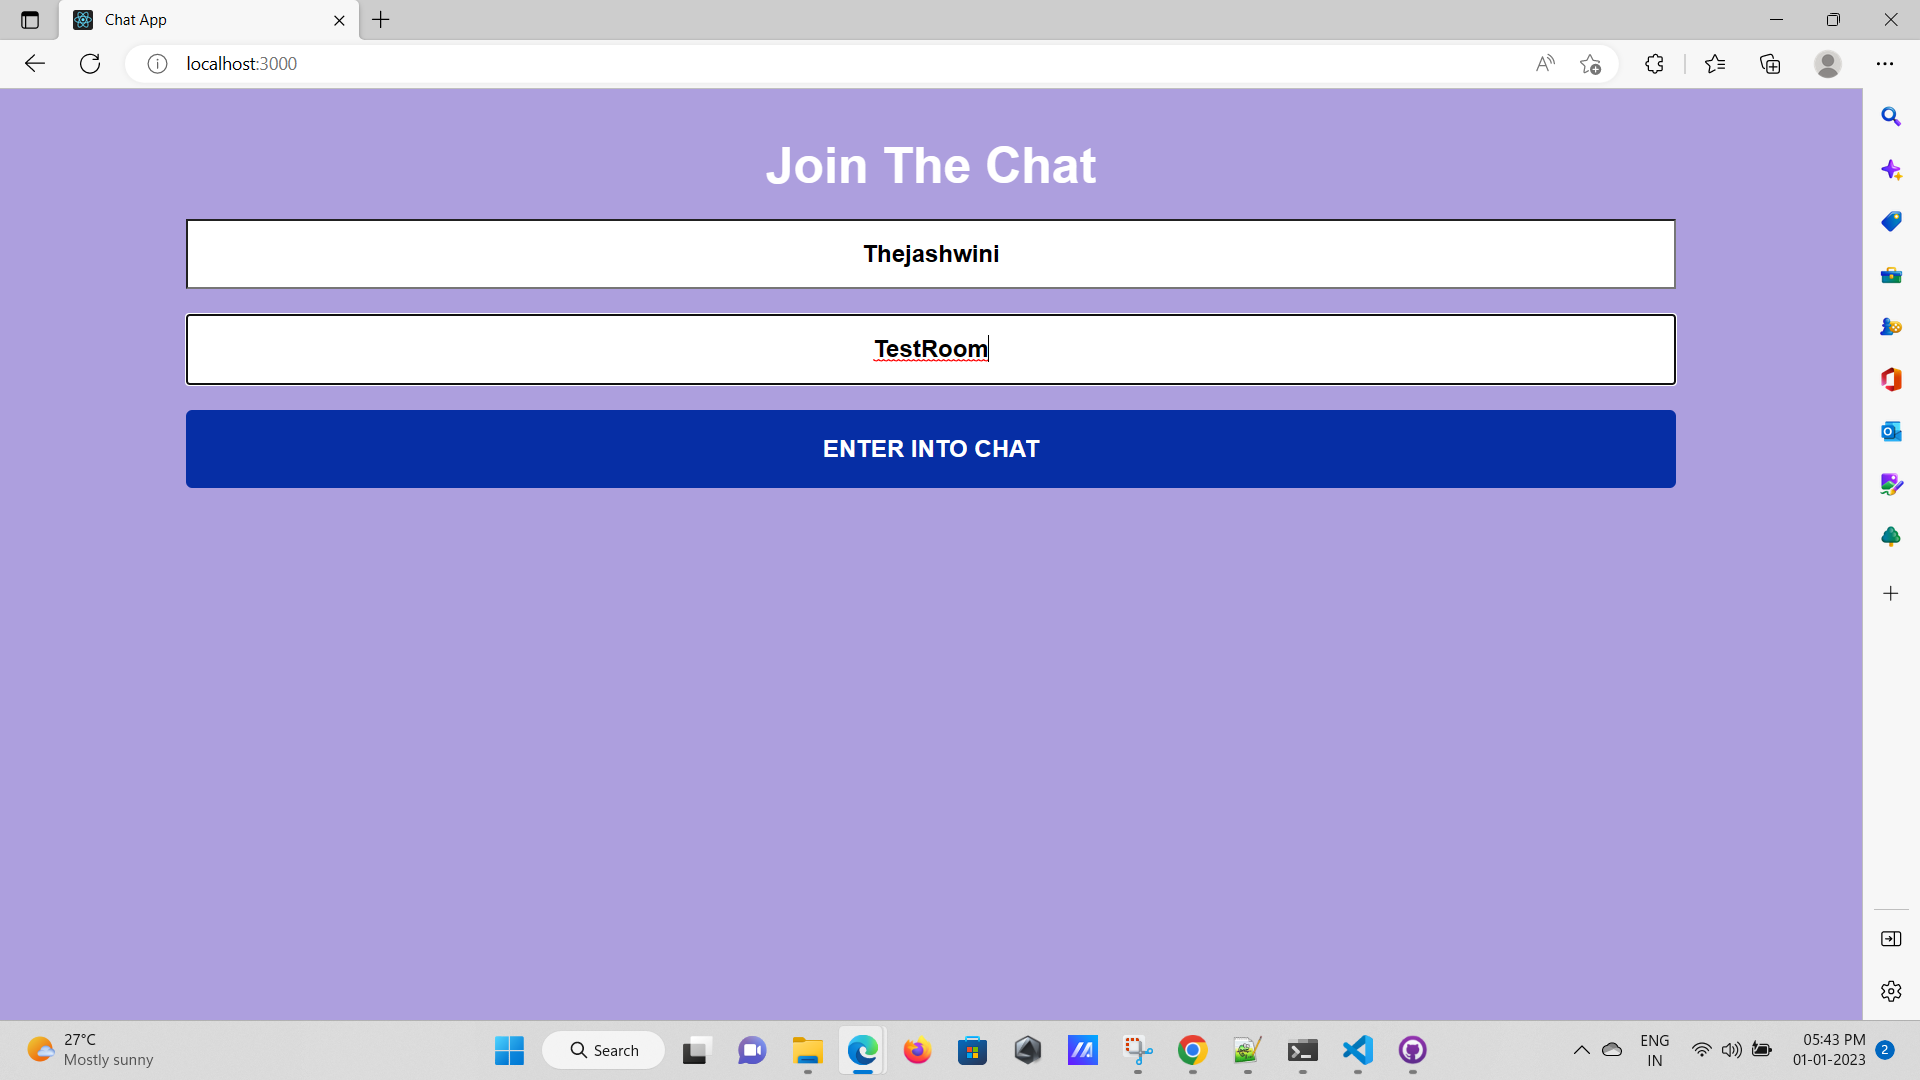 Chat App
localhost:3000
Join The Chat
Thejashwini
TestRoom
ENTER INTO CHAT
27°C
Mostly sunny
Search
ENG
IN
05:43 PM
01-01-2023
2